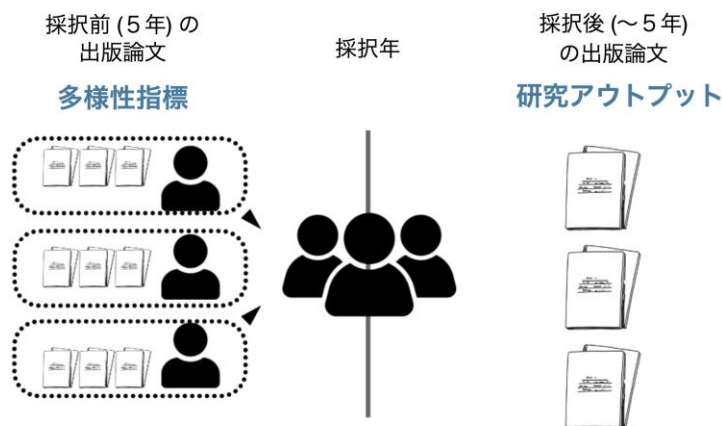 採択前 (5年) の
出版論文
多様性指標
採択年
採択後 (～5年)
の出版論文
研究アウトプット